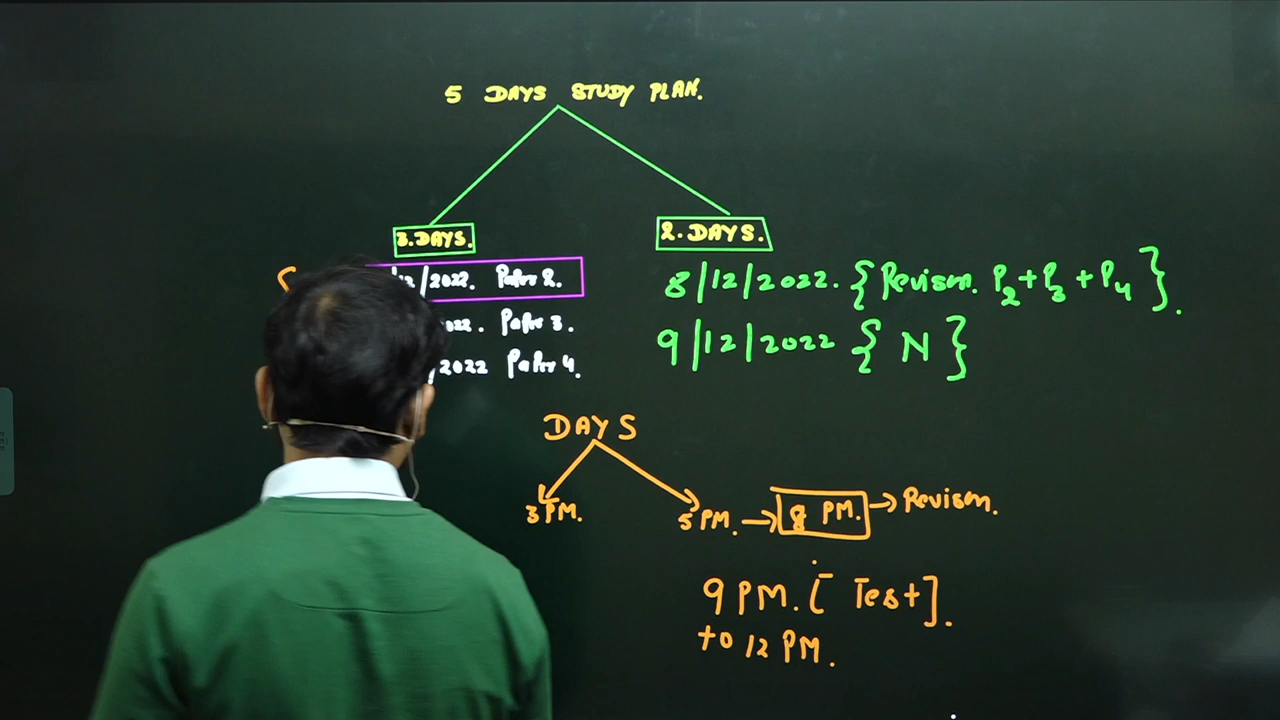 5 DAYS STUDY PLAN.
3.DAYS.
2.DAYS.
/2022. Paper 2.
022. Paper 3.
/2022 Paper 4.
8/12/2022. {Revision. P2+P3+P4}.
9/12/2022 { N }
DAYS
3 PM.
5 PM. → 8 PM. → Revision.
9 PM. [ Test].
to 12 PM.